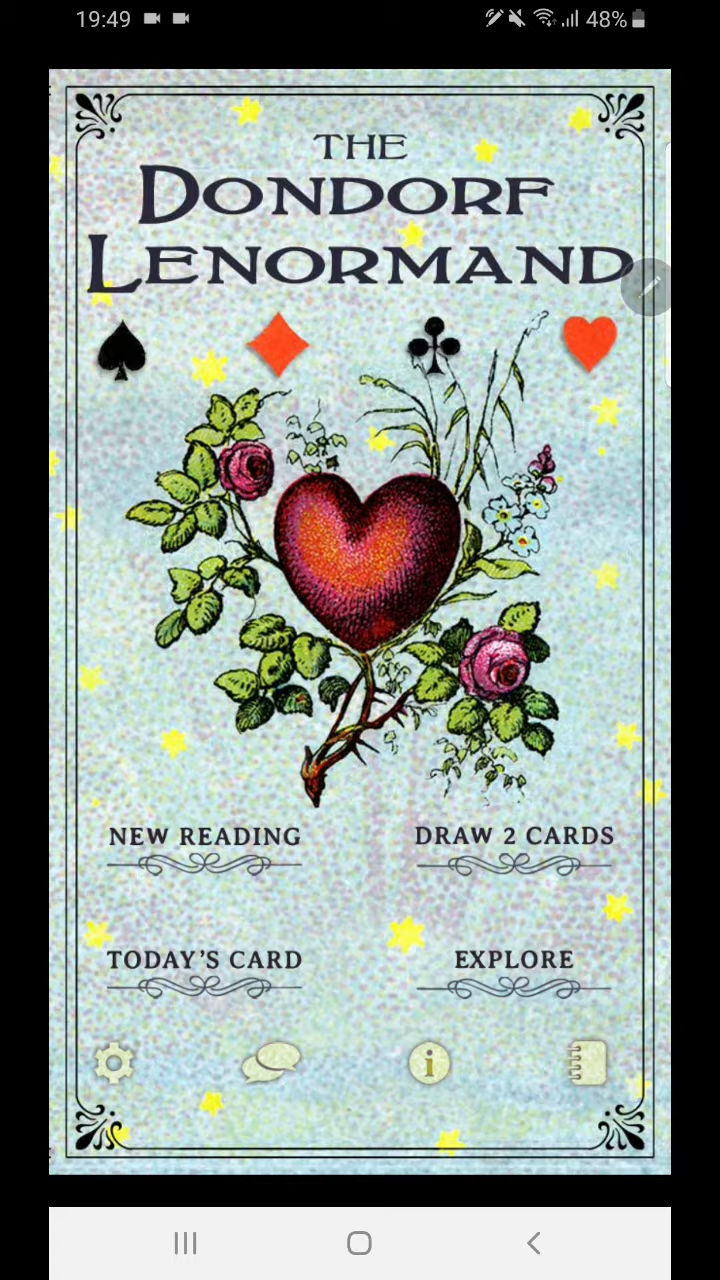 19:49
48%
THE
DONDORF
LENORMAND
NEW READING
DRAW 2 CARDS
TODAY'S CARD
EXPLORE
i